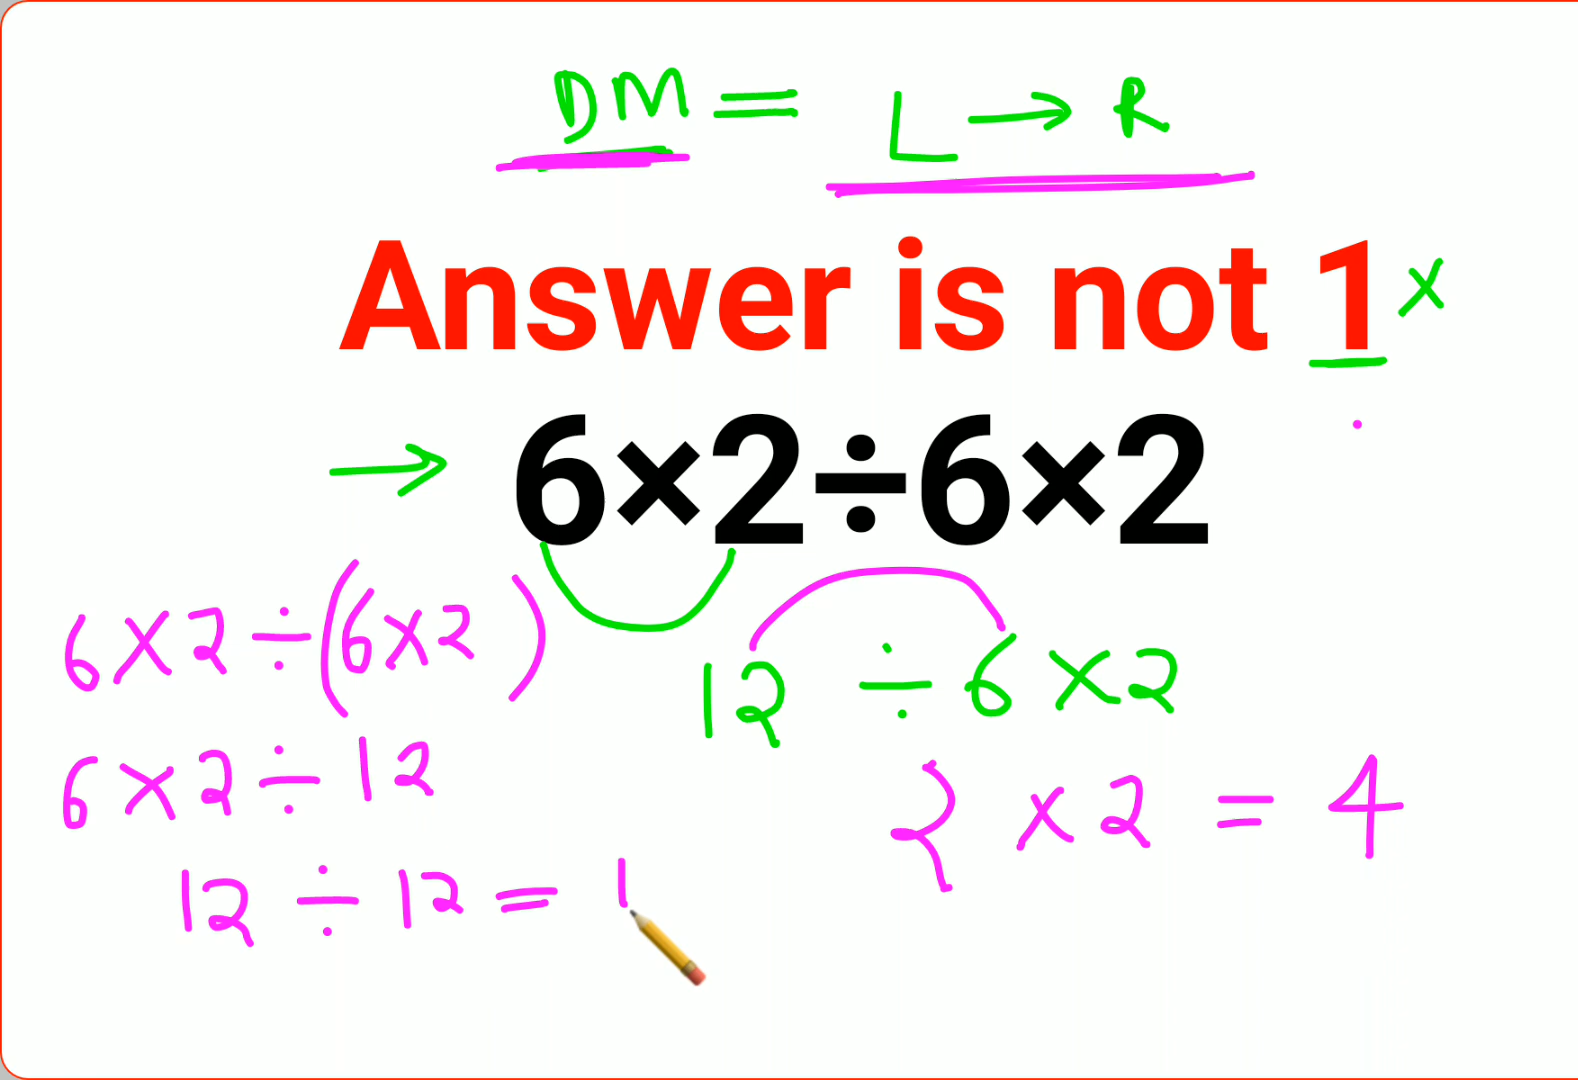 DM = L → R
Answer is not 1 ×
→ 6×2÷6×2
6×2÷(6×2)
12 ÷ 6×2
6×2÷12
2 ×2 = 4
12 ÷ 12 = 1